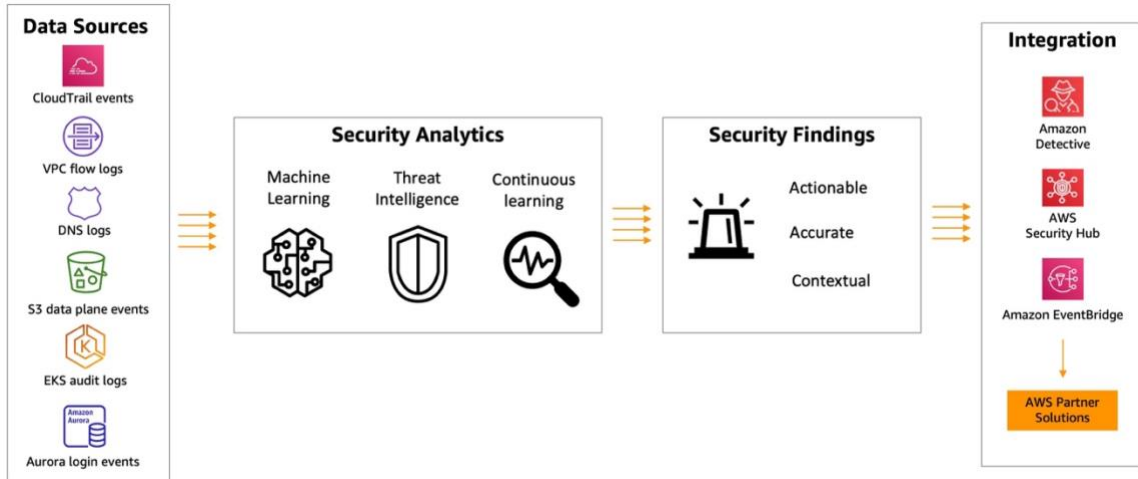 Data Sources
CloudTrail events
VPC flow logs
DNS logs
S3 data plane events
K
EKS audit logs
Amazon
Aurora
Aurora login events
Security Analytics
Machine
Learning
Threat
Intelligence
Continuous
learning
Security Findings
Actionable
Accurate
Contextual
Integration
Amazon
Detective
AWS
Security Hub
Amazon EventBridge
AWS Partner
Solutions